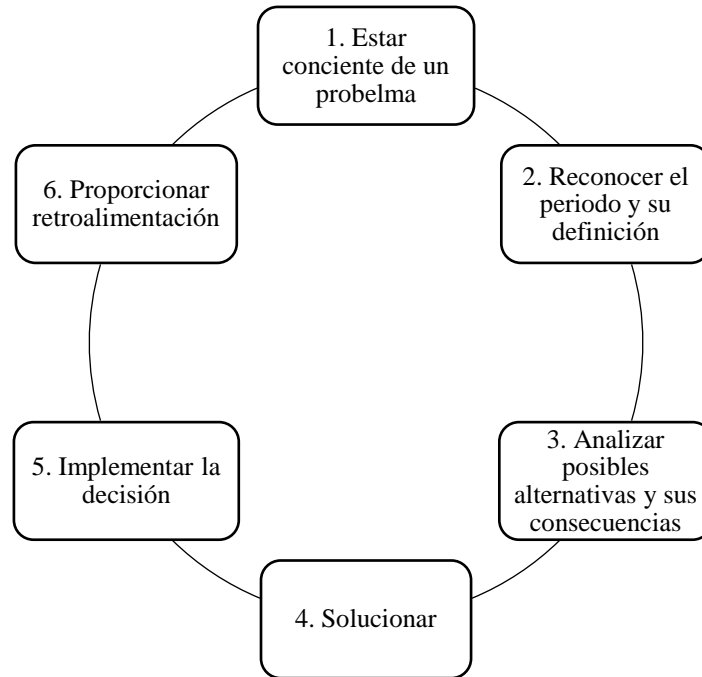 1. Estar
conciente de un
probelma
2. Reconocer el
periodo y su
definición
3. Analizar
posibles
alternativas y sus
consecuencias
4. Solucionar
5. Implementar la
decisión
6. Proporcionar
retroalimentación